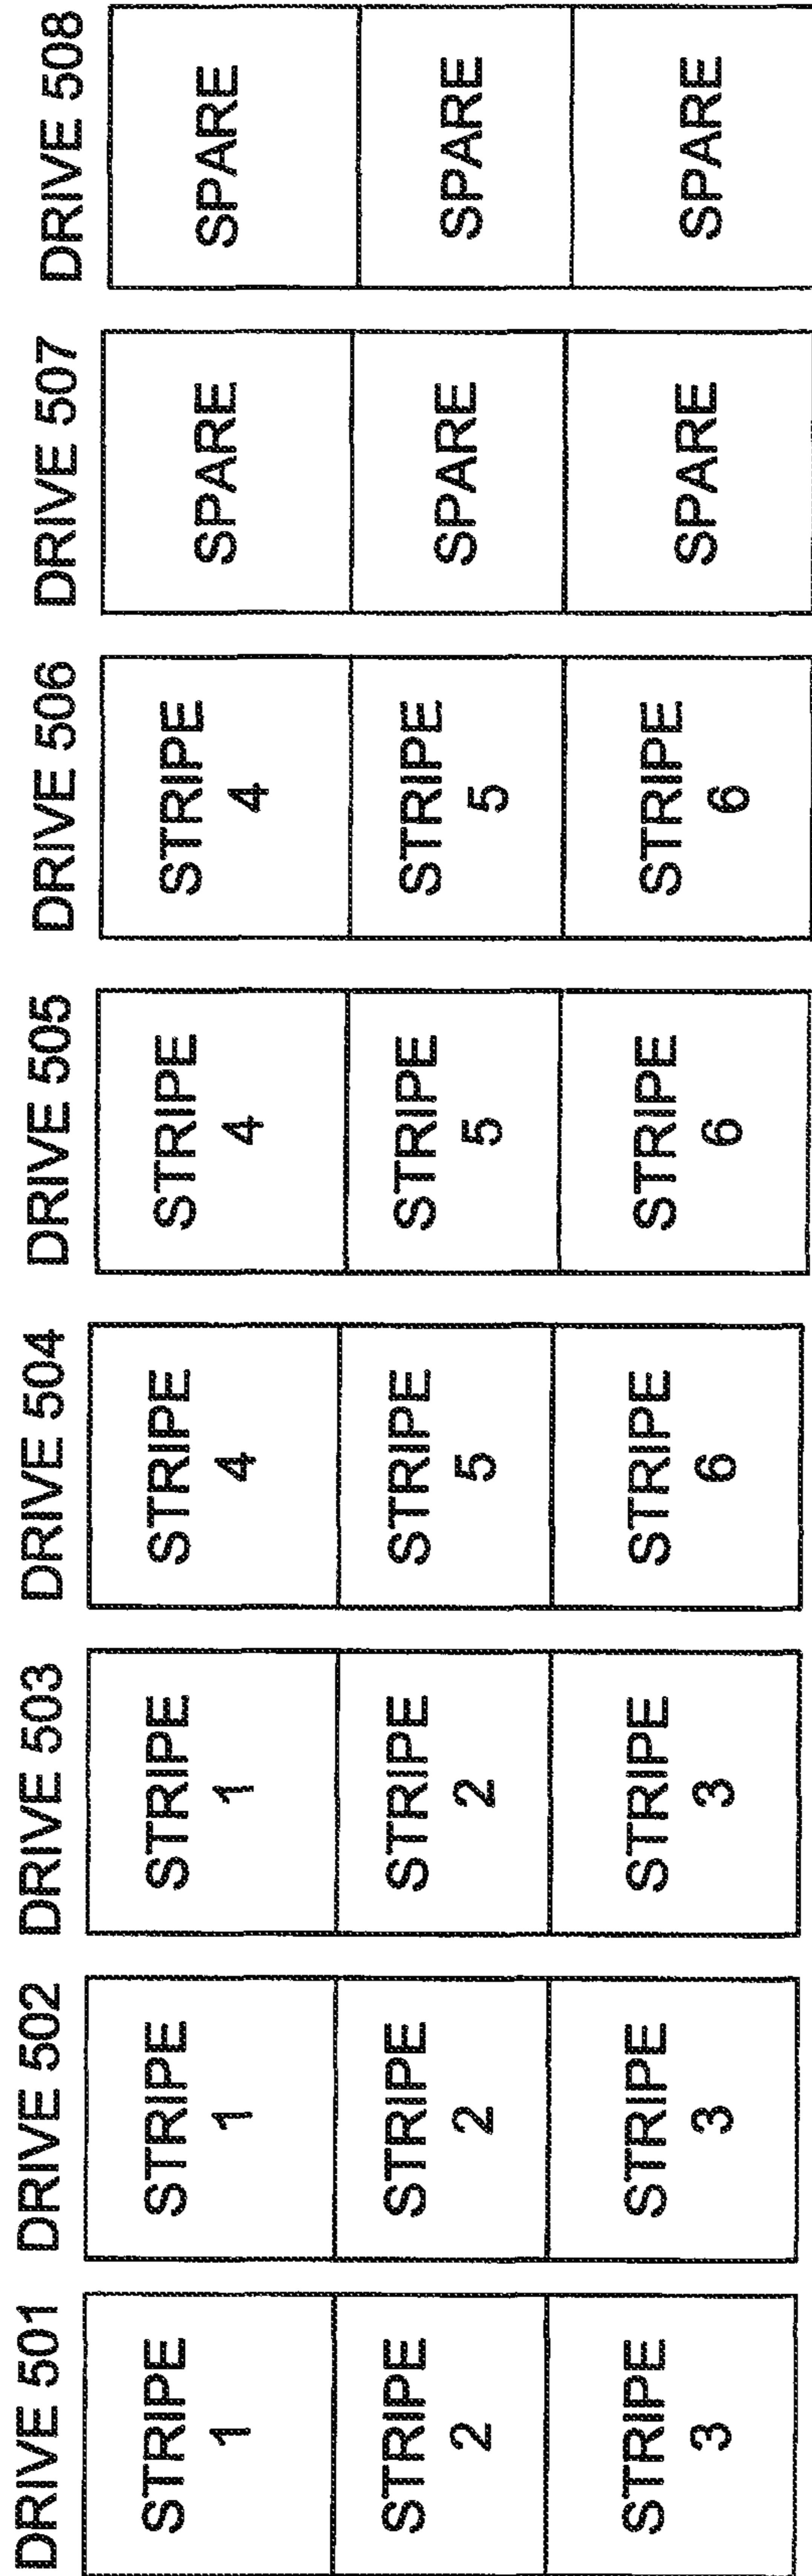 DRIVE 501
STRIPE
1
STRIPE
2
STRIPE
3
DRIVE 502
STRIPE
1
STRIPE
2
STRIPE
3
DRIVE 503
STRIPE
1
STRIPE
2
STRIPE
3
DRIVE 504
STRIPE
4
STRIPE
5
STRIPE
6
DRIVE 505
STRIPE
4
STRIPE
5
STRIPE
6
DRIVE 506
STRIPE
4
STRIPE
5
STRIPE
6
DRIVE 507
SPARE
SPARE
SPARE
DRIVE 508
SPARE
SPARE
SPARE